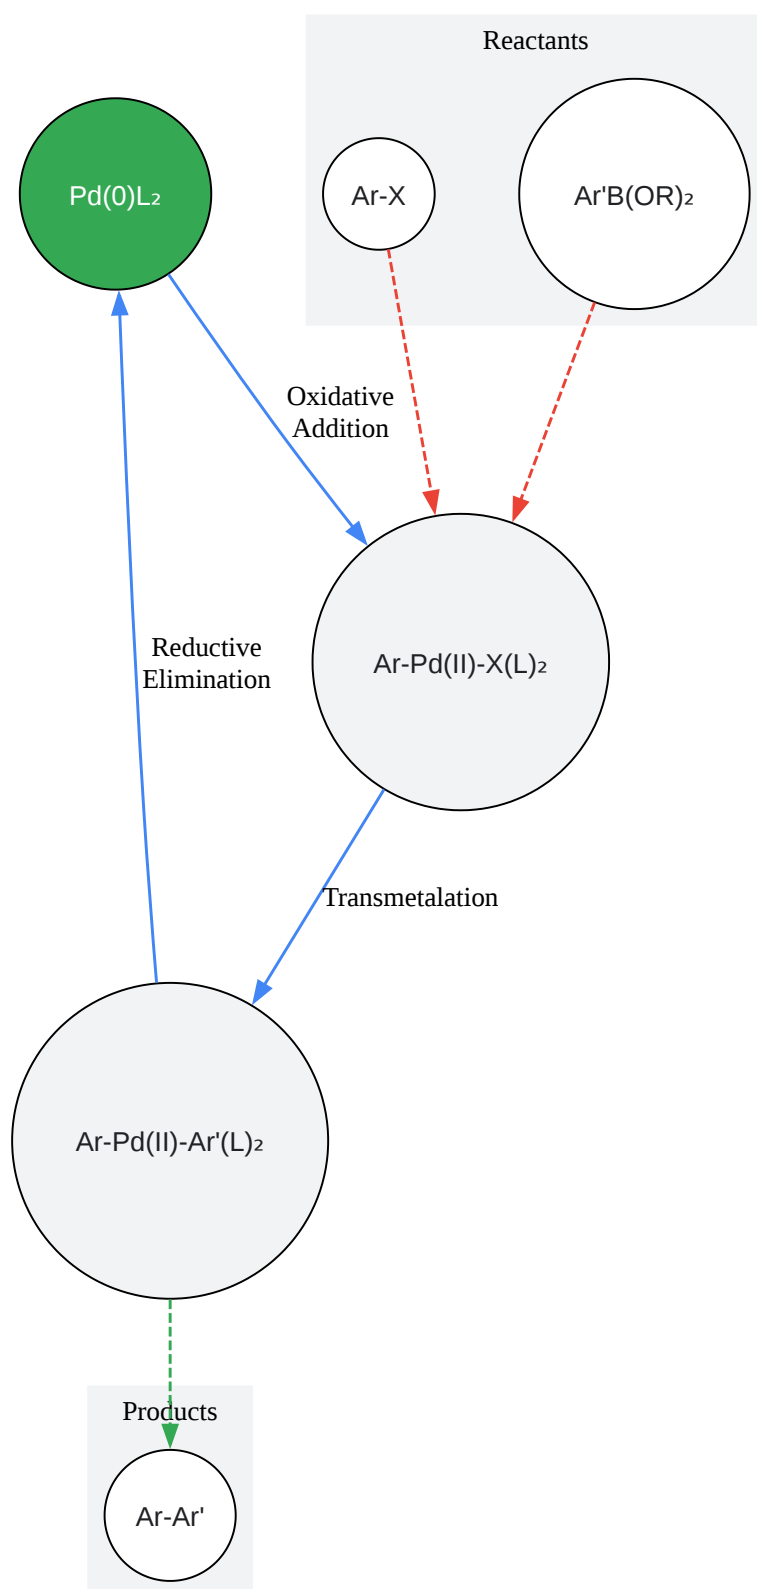 Reactants
Pd(0)L₂
Ar-X
Ar'B(OR)₂
Oxidative
Addition
Reductive
Elimination
Ar-Pd(II)-X(L)₂
Transmetalation
Ar-Pd(II)-Ar'(L)₂
Products
Ar-Ar'